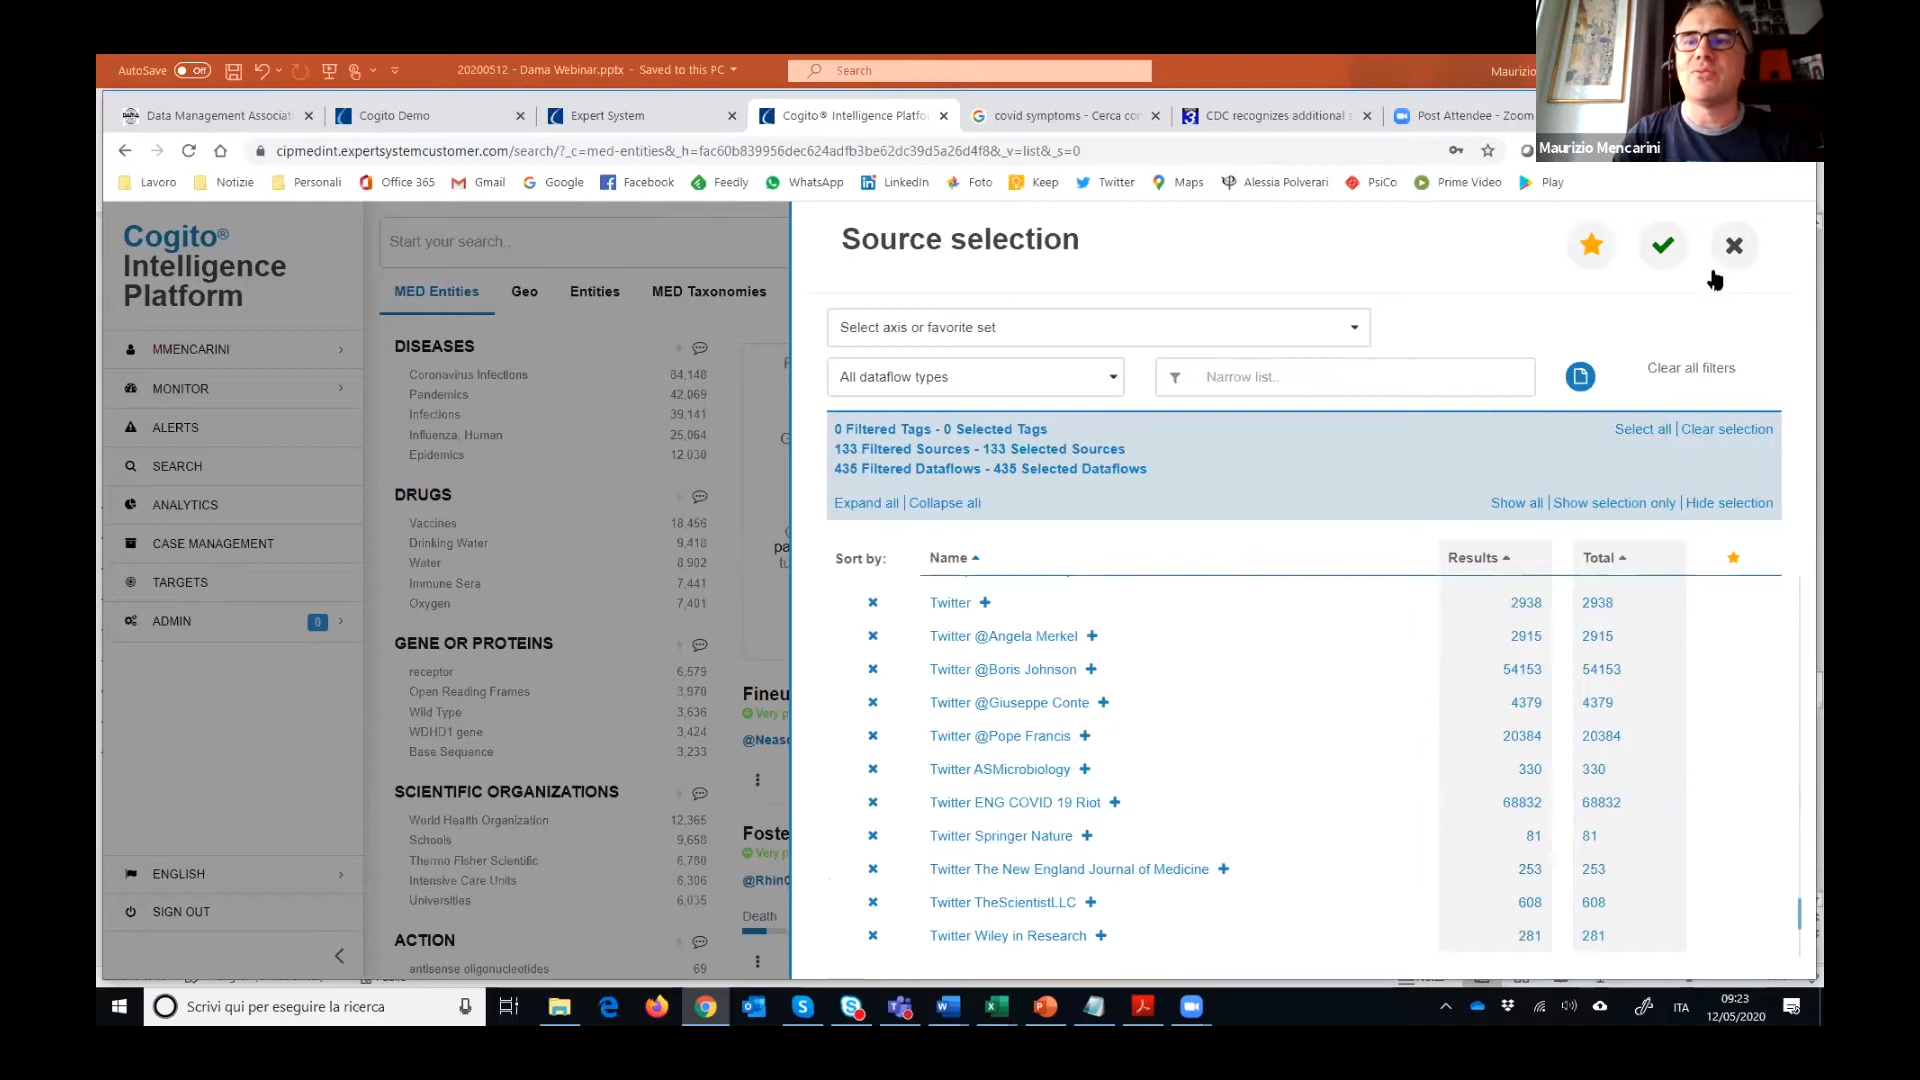 AutoSave Off
20200512 - Dama Webinar.pptx - Saved to this PC
Search
Maurizio
Maurizio Mencarini
Data Management Associat
Cogito Demo
Expert System
Cogito® Intelligence Platfo
covid symptoms - Cerca co
CDC recognizes additional s
Post Attendee - Zoom
cipmedint.expertsystemcustomer.com/search/?_c=med-entities&_h=fac60b839956dec624adfb3be62dc39d5a26d4f8&_v=list&_s=0
Lavoro
Notizie
Personali
Office 365
Gmail
Google
Facebook
Feedly
WhatsApp
LinkedIn
Foto
Keep
Twitter
Maps
Alessia Polverari
PsiCo
Prime Video
Play
Cogito®
Intelligence
Platform
MMENCARINI
MONITOR
ALERTS
SEARCH
ANALYTICS
CASE MANAGEMENT
TARGETS
ADMIN 0
ENGLISH
SIGN OUT
Start your search..
MED Entities Geo Entities MED Taxonomies
DISEASES
Coronavirus Infections 84,148
Pandemics 42,069
Infections 39,141
Influenza, Human 25,064
Epidemics 12,030
DRUGS
Vaccines 18,456
Drinking Water 9,418
Water 8,902
Immune Sera 7,441
Oxygen 7,401
GENE OR PROTEINS
receptor 6,579
Open Reading Frames 3,970
Wild Type 3,636
WDHD1 gene 3,424
Base Sequence 3,233
SCIENTIFIC ORGANIZATIONS
World Health Organization 12,365
Schools 9,658
Thermo Fisher Scientific 6,780
Intensive Care Units 6,306
Universities 6,035
ACTION
antisense oligonucleotides 69
pa
tu
Fineu
Very p
@Neaso
Foste
Very p
@Rhin
Death
Source selection
Select axis or favorite set
All dataflow types
Narrow list..
Clear all filters
0 Filtered Tags - 0 Selected Tags
Select all | Clear selection
133 Filtered Sources - 133 Selected Sources
435 Filtered Dataflows - 435 Selected Dataflows
Expand all | Collapse all
Show all | Show selection only | Hide selection
Sort by: Name Results Total
Twitter 2938 2938
Twitter @Angela Merkel 2915 2915
Twitter @Boris Johnson 54153 54153
Twitter @Giuseppe Conte 4379 4379
Twitter @Pope Francis 20384 20384
Twitter ASMicrobiology 330 330
Twitter ENG COVID 19 Riot 68832 68832
Twitter Springer Nature 81 81
Twitter The New England Journal of Medicine 253 253
Twitter TheScientistLLC 608 608
Twitter Wiley in Research 281 281
Scrivi qui per eseguire la ricerca
ITA
09:23
12/05/2020